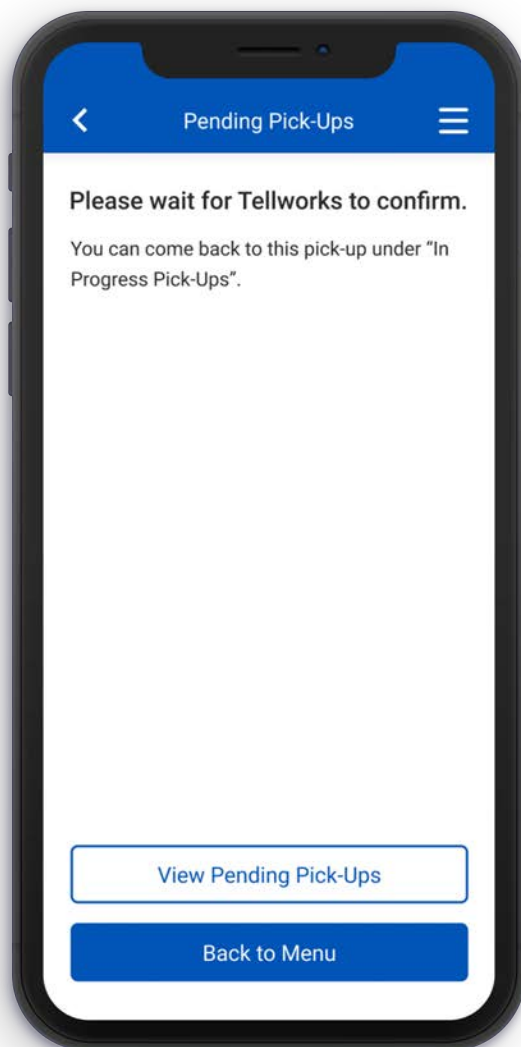 Pending Pick-Ups
Please wait for Tellworks to confirm.
You can come back to this pick-up under “In
Progress Pick-Ups”.
View Pending Pick-Ups
Back to Menu